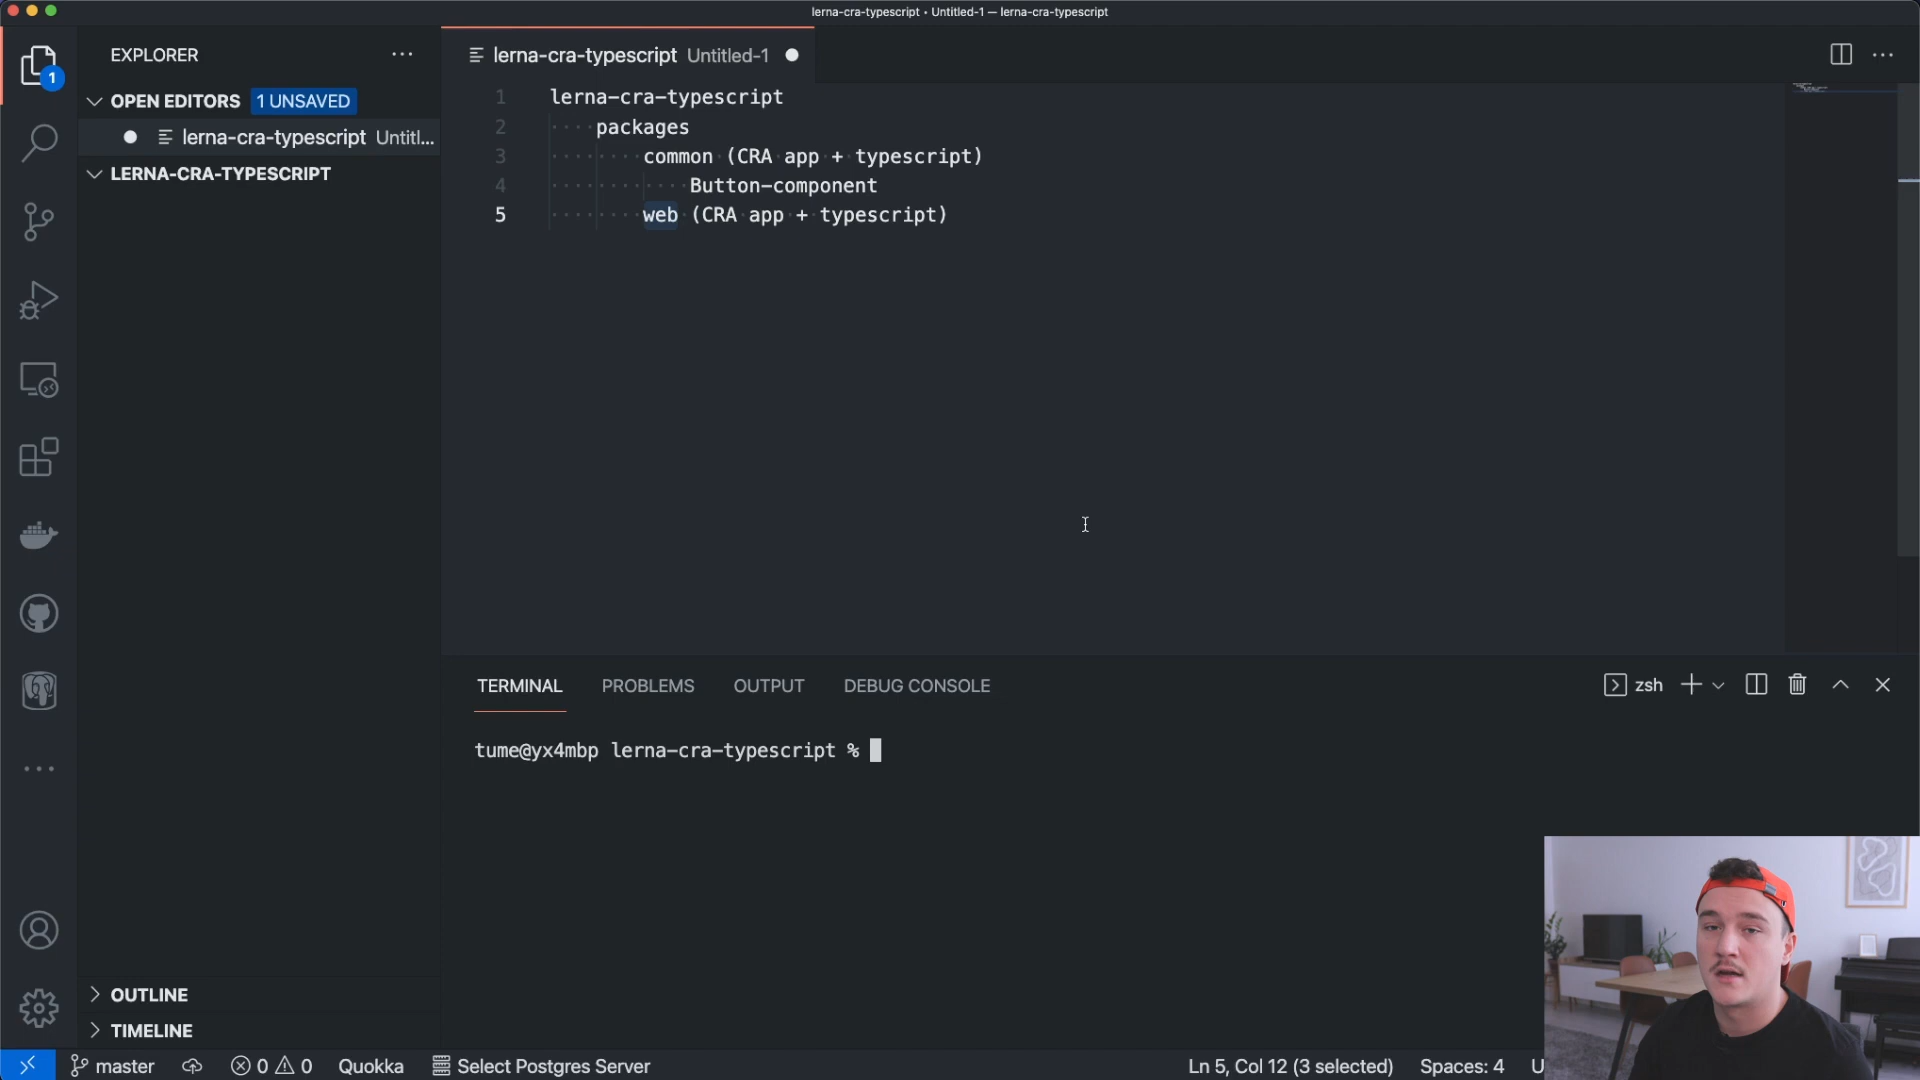 lerna-cra-typescript • Untitled-1 — lerna-cra-typescript
EXPLORER
1
OPEN EDITORS 1 UNSAVED
lerna-cra-typescript Untitl...
LERNA-CRA-TYPESCRIPT
OUTLINE
TIMELINE
lerna-cra-typescript Untitled-1
1 lerna-cra-typescript
2 ····packages
3 ········common·(CRA·app·+·typescript)
4 ············Button-component
5 ········web·(CRA·app·+·typescript)
TERMINAL PROBLEMS OUTPUT DEBUG CONSOLE zsh
tume@yx4mbp lerna-cra-typescript %
master 0 0 Quokka Select Postgres Server Ln 5, Col 12 (3 selected) Spaces: 4 U